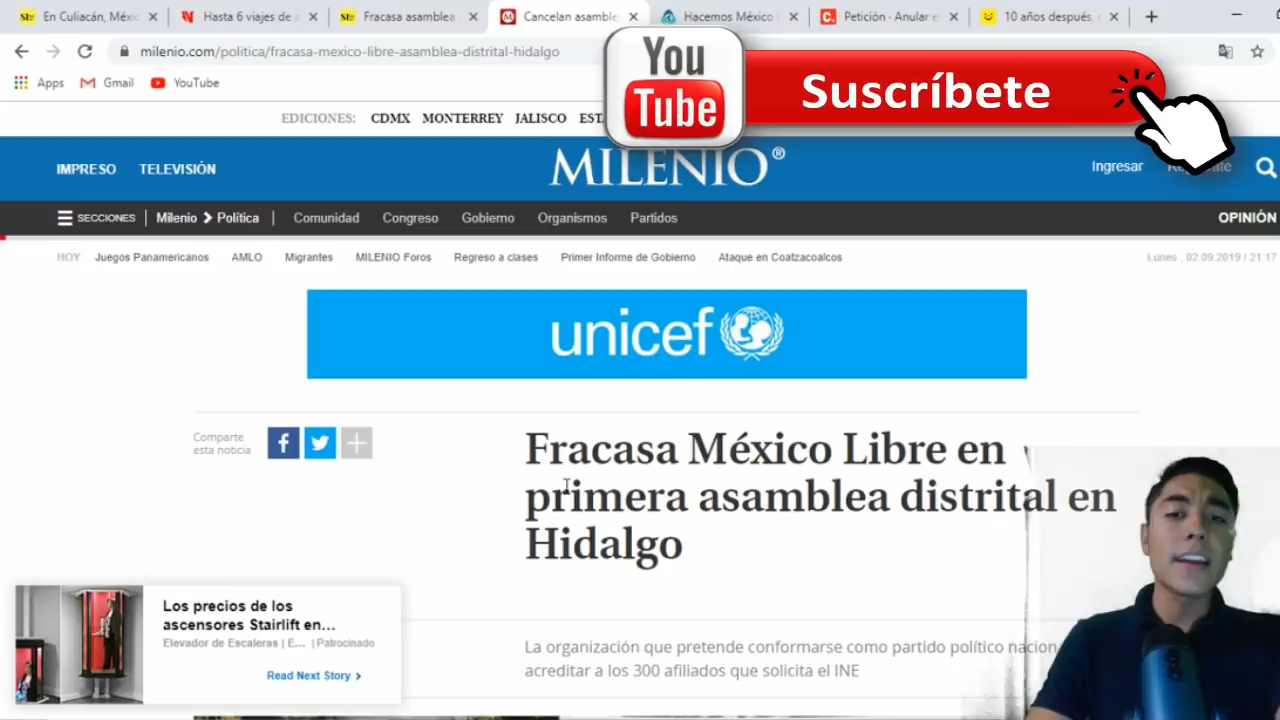 En Culiacán, Méxi
Hasta 6 viajes de a
Fracasa asamblea
Cancelan asamble
Hacemos México
Petición · Anular e
10 años después,
milenio.com/politica/fracasa-mexico-libre-asamblea-distrital-hidalgo
Apps
Gmail
YouTube
You
Tube
Suscríbete
EDICIONES: CDMX MONTERREY JALISCO
IMPRESO TELEVISIÓN
MILENIO®
Ingresar
SECCIONES
Milenio > Política
Comunidad Congreso Gobierno Organismos Partidos
OPINIÓN
HOY Juegos Panamericanos AMLO Migrantes MILENIO Foros Regreso a clases Primer Informe de Gobierno Ataque en Coatzacoalcos
Lunes , 02.09.2019 / 21:17
unicef
Comparte
esta noticia
Fracasa México Libre en
primera asamblea distrital en
Hidalgo
La organización que pretende conformarse como partido político nacion
acreditar a los 300 afiliados que solicita el INE
Los precios de los
ascensores Stairlift en...
Elevador de Escaleras | E... | Patrocinado
Read Next Story >